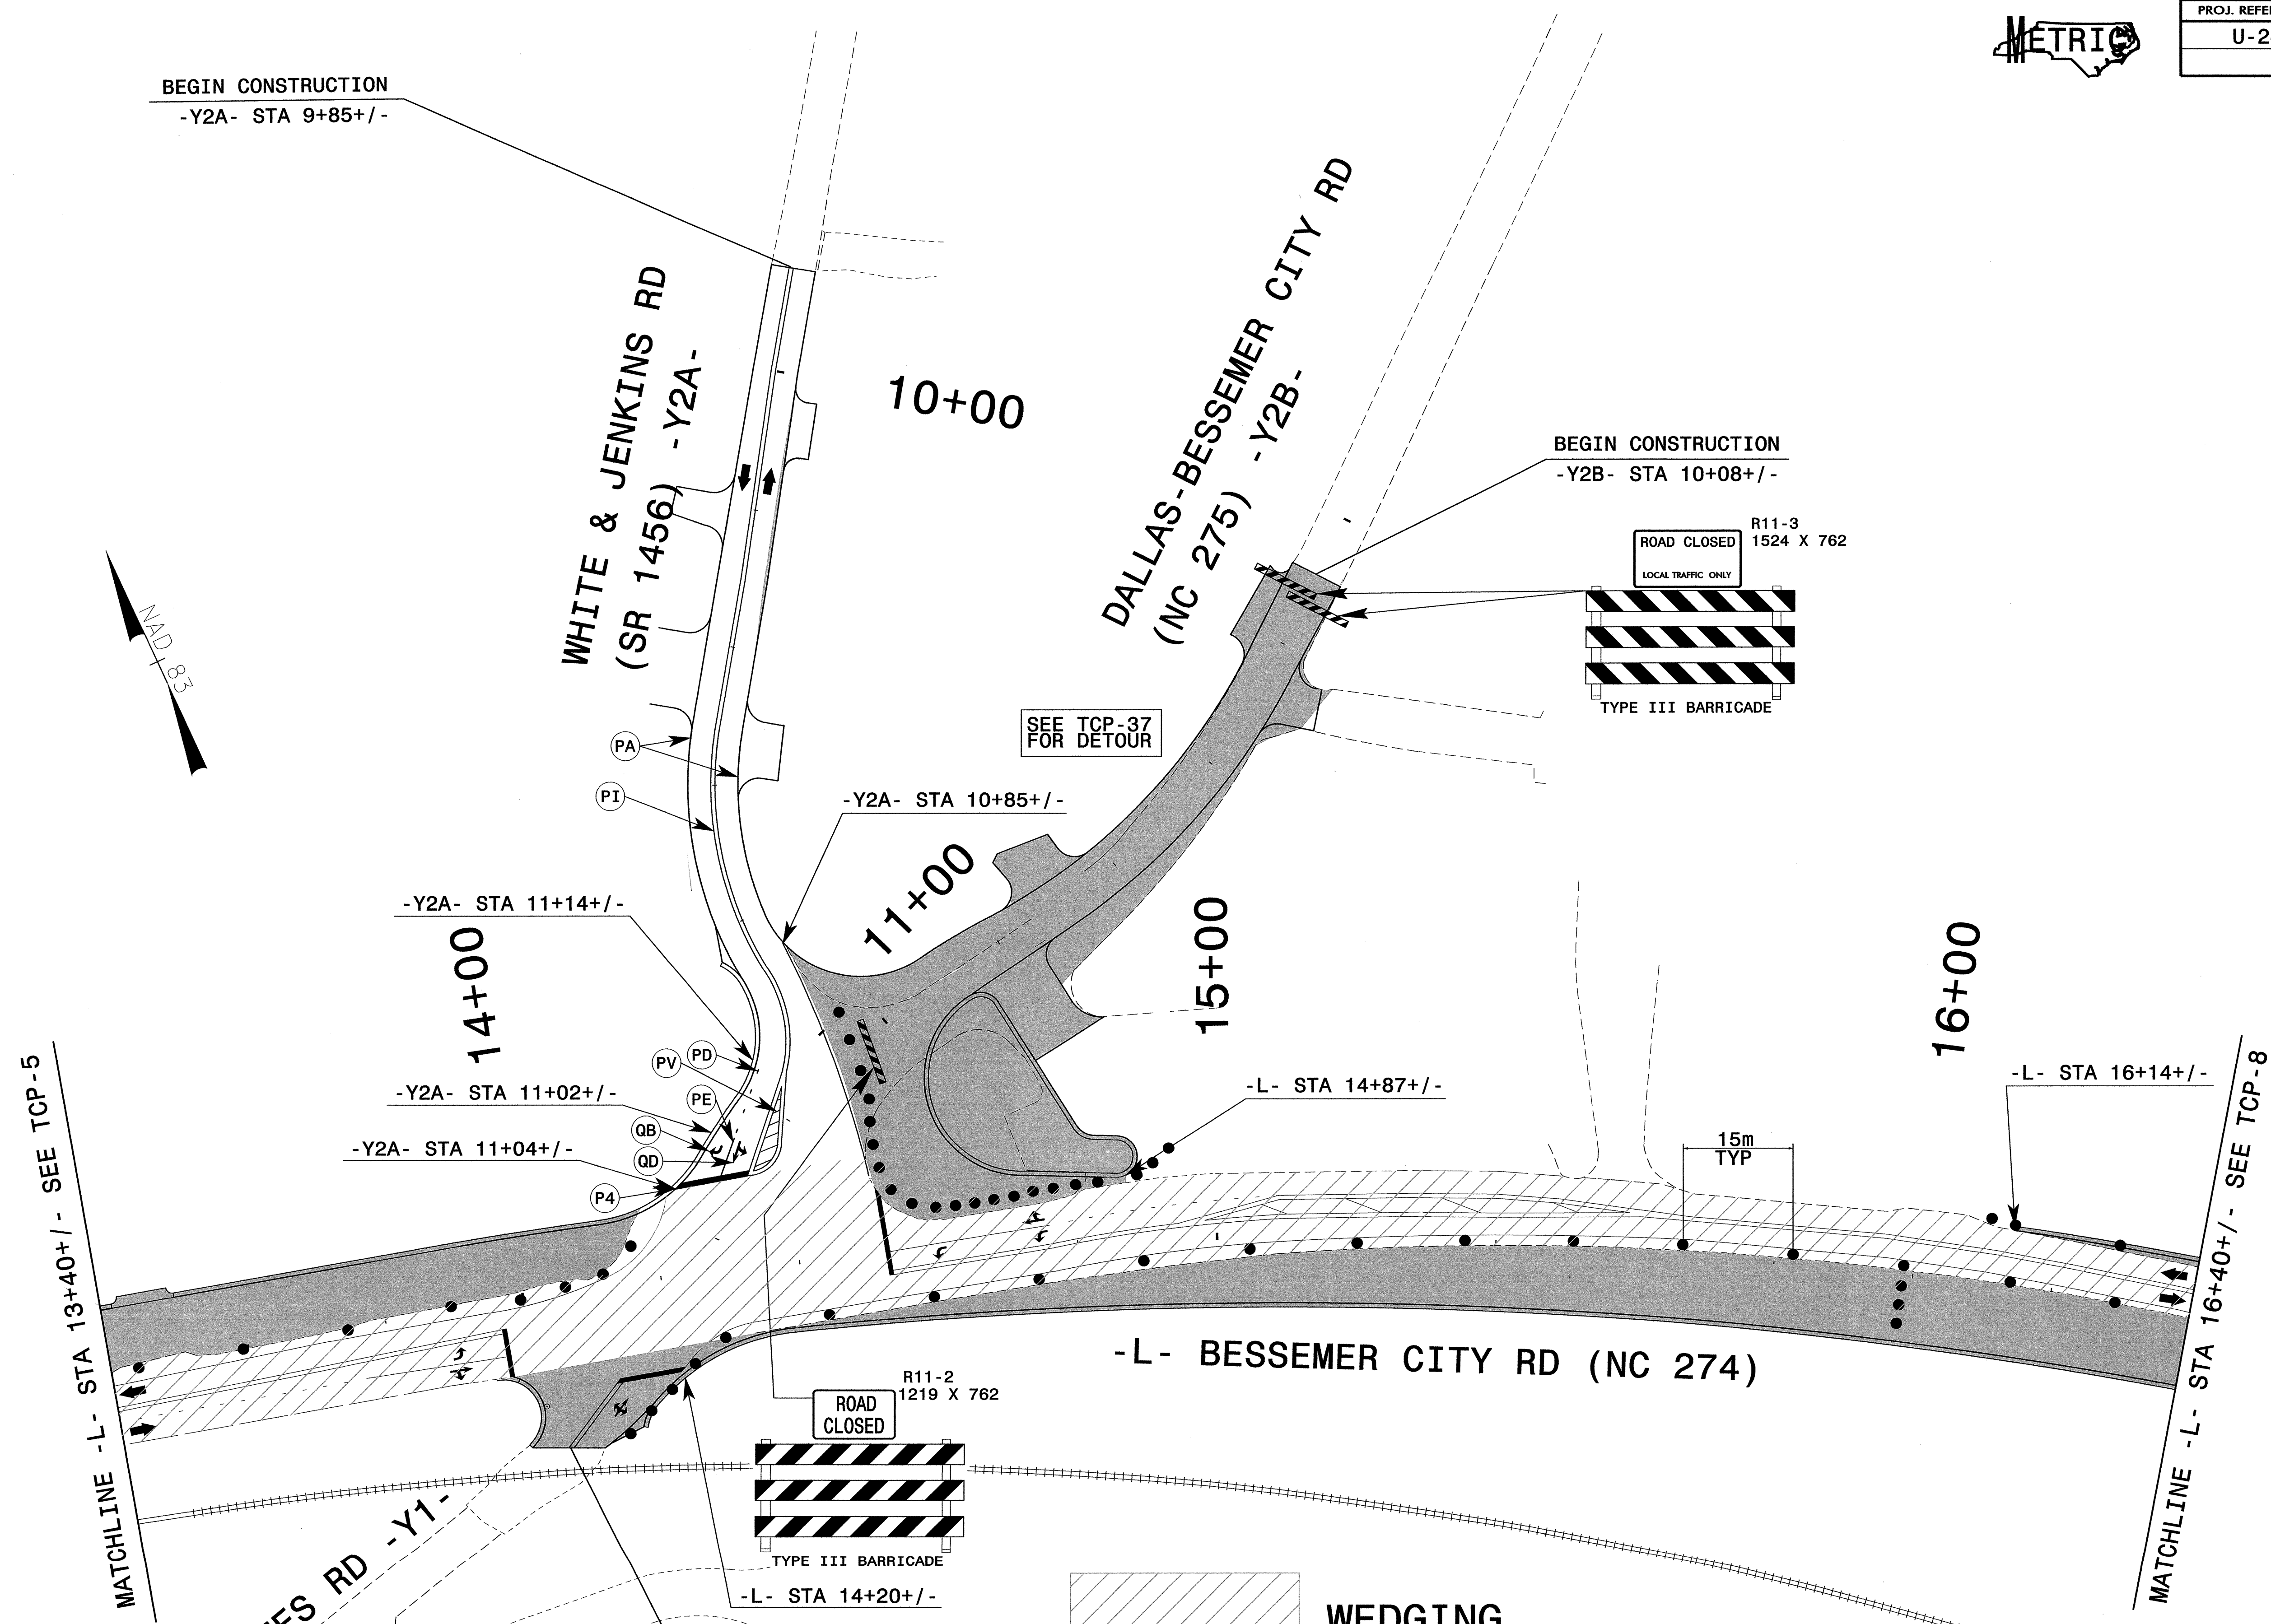 METRIC
PROJ. REFE
U-2
BEGIN CONSTRUCTION
-Y2A- STA 9+85+/-
WHITE & JENKINS RD
(SR 1456) -Y2A-
10+00
DALLAS-BESSEMER CITY RD
(NC 275) -Y2B-
BEGIN CONSTRUCTION
-Y2B- STA 10+08+/-
R11-3
1524 X 762
ROAD CLOSED
LOCAL TRAFFIC ONLY
TYPE III BARRICADE
NAD 83
SEE TCP-37
FOR DETOUR
PA
PI
-Y2A- STA 10+85+/-
11+00
-Y2A- STA 11+14+/-
14+00
15+00
16+00
PV
PD
-Y2A- STA 11+02+/-
PE
QB
-Y2A- STA 11+04+/-
QD
P4
-L- STA 14+87+/-
-L- STA 16+14+/-
15m
TYP
MATCHLINE -L- STA 13+40+/- SEE TCP-5
MATCHLINE -L- STA 16+40+/- SEE TCP-8
-L- BESSEMER CITY RD (NC 274)
R11-2
1219 X 762
ROAD
CLOSED
TYPE III BARRICADE
-L- STA 14+20+/-
RD -Y1-
WEDGING